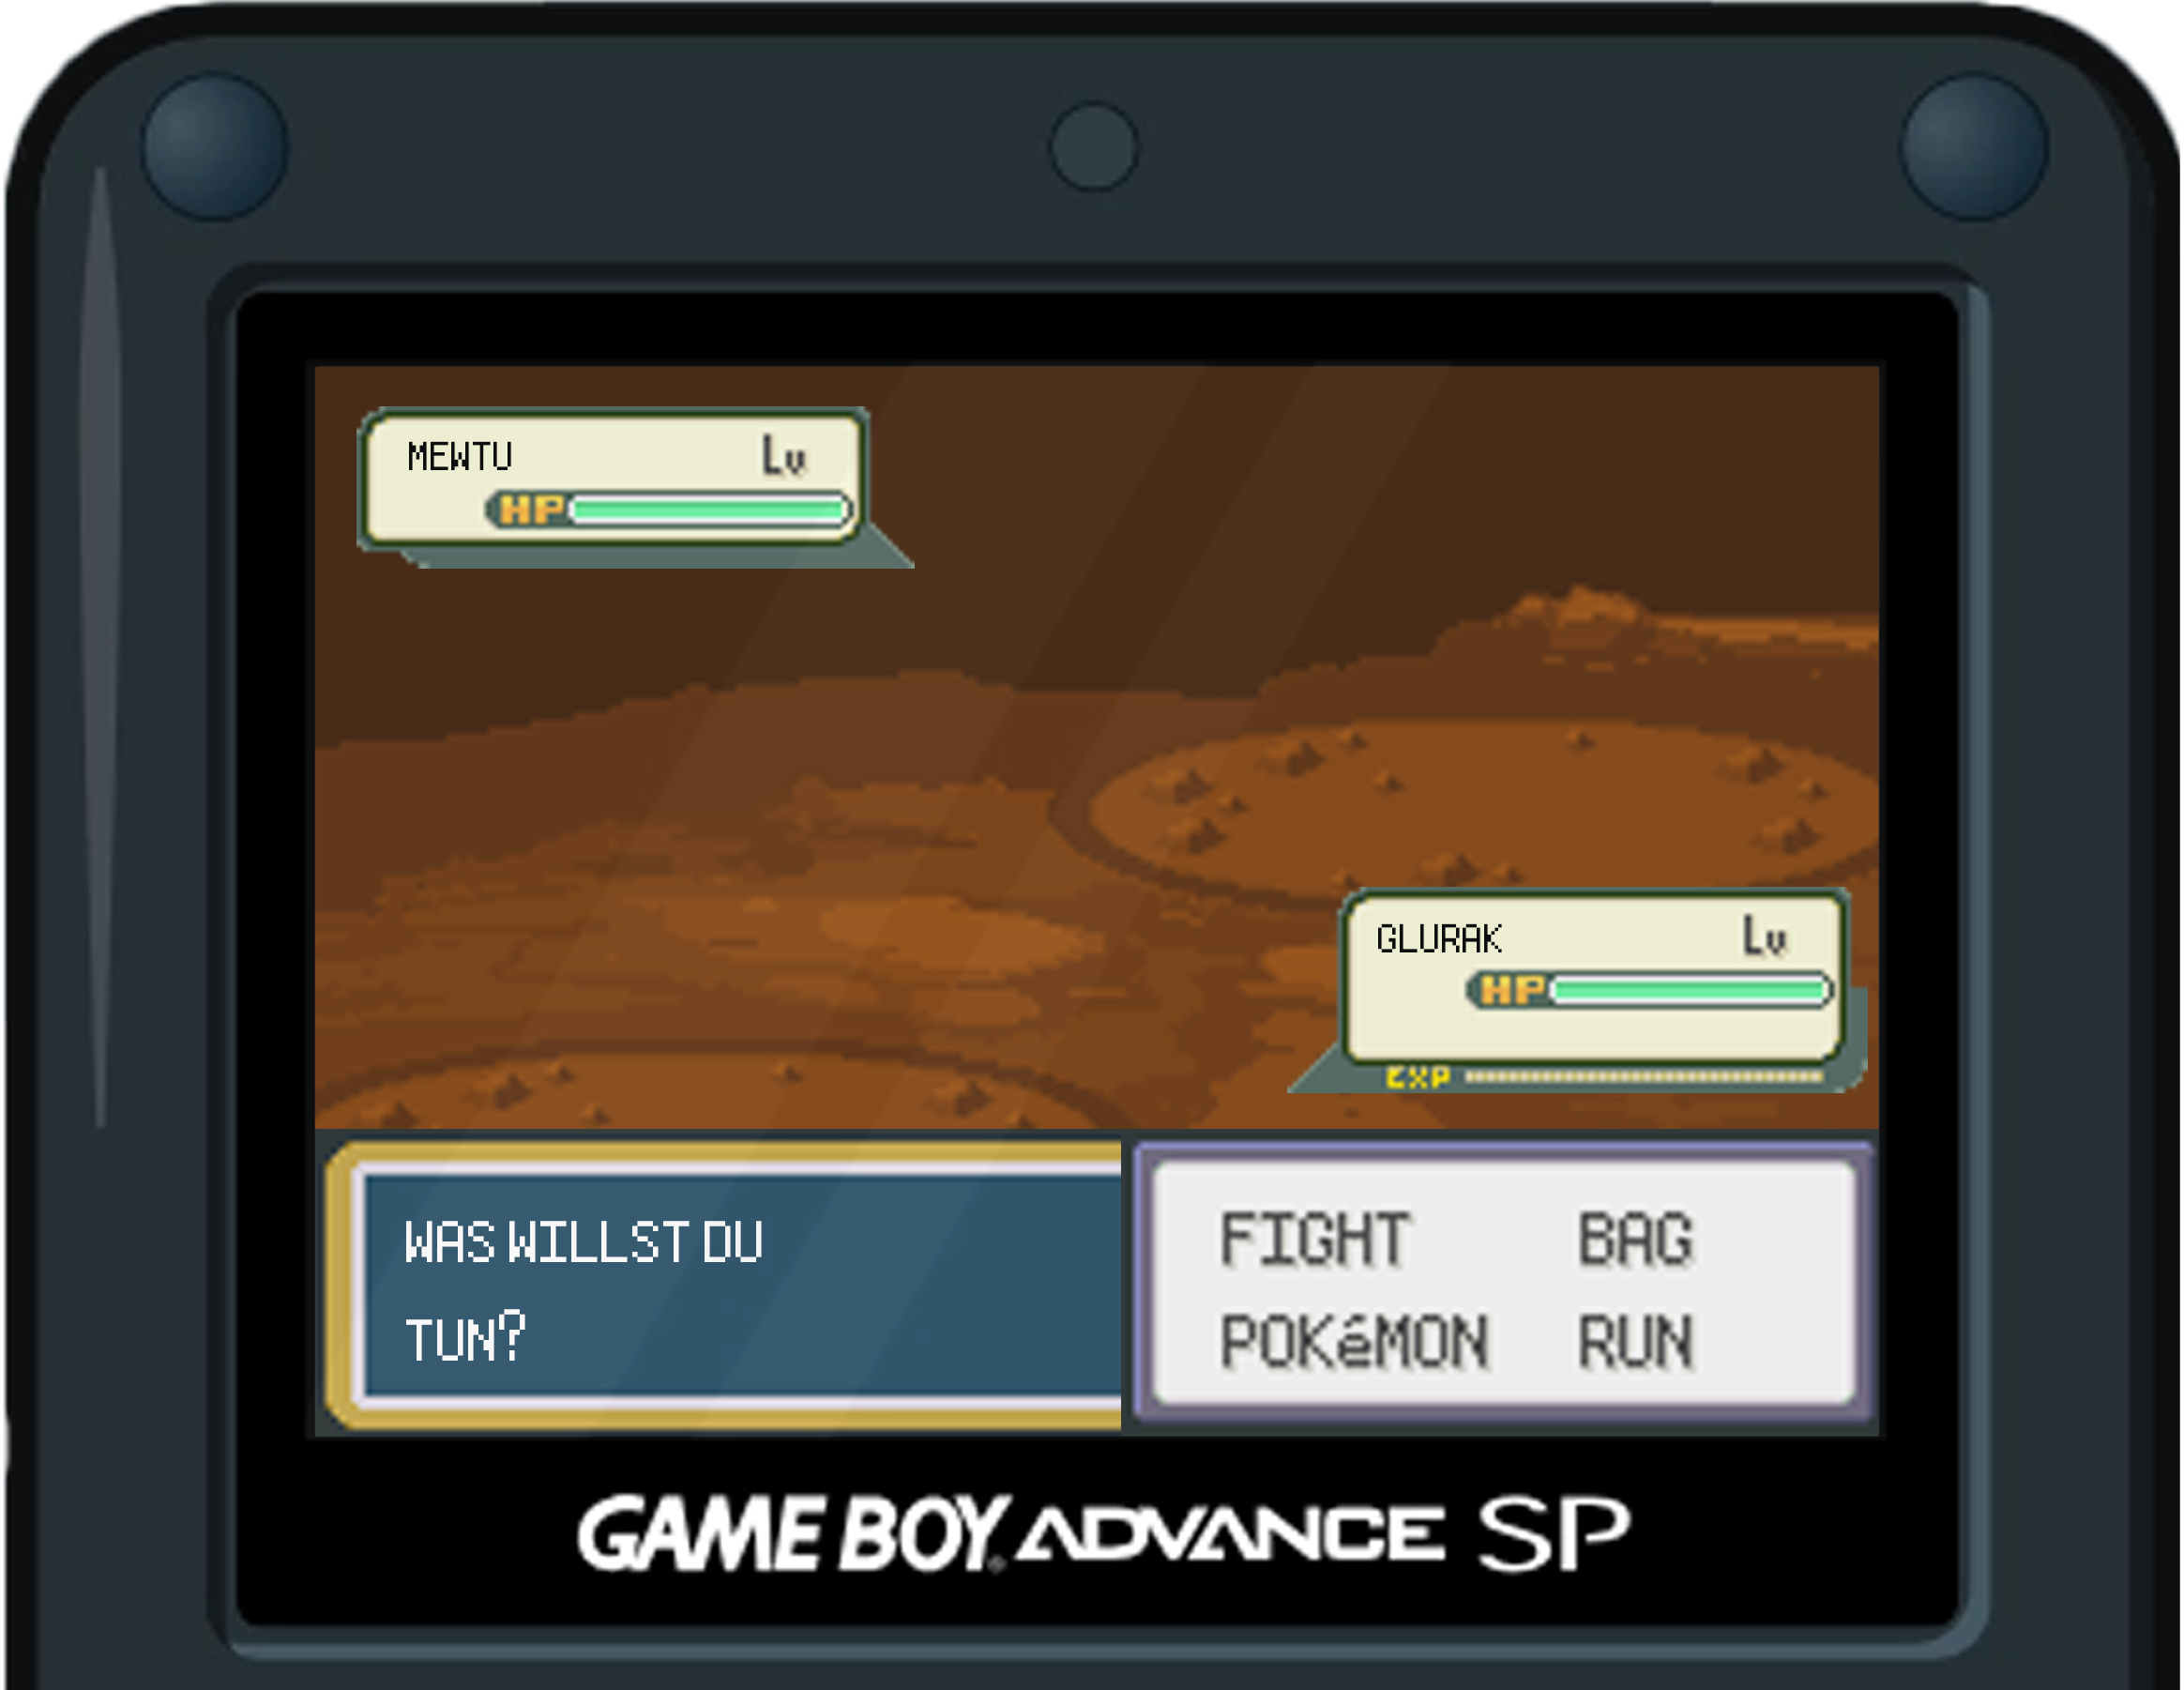 MEWTU Lv
HP
GLURAK Lv
HP
EXP
WAS WILLST DU
TUN?
FIGHT BAG
POKéMON RUN
GAME BOY ADVANCE SP